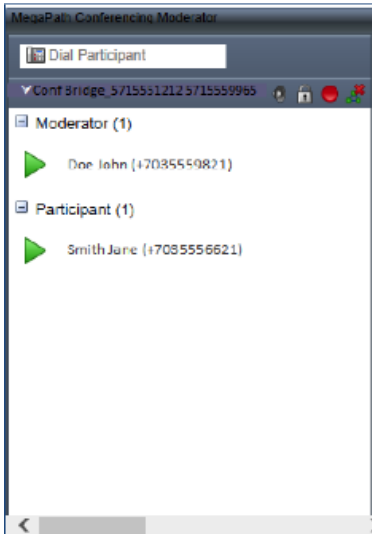 MegaPath Conferencing Moderator
Dial Participant
Conf Bridge_5715551212 5715559965
Moderator (1)
Doe John (+7035559821)
Participant (1)
Smith Jane (+7035556621)